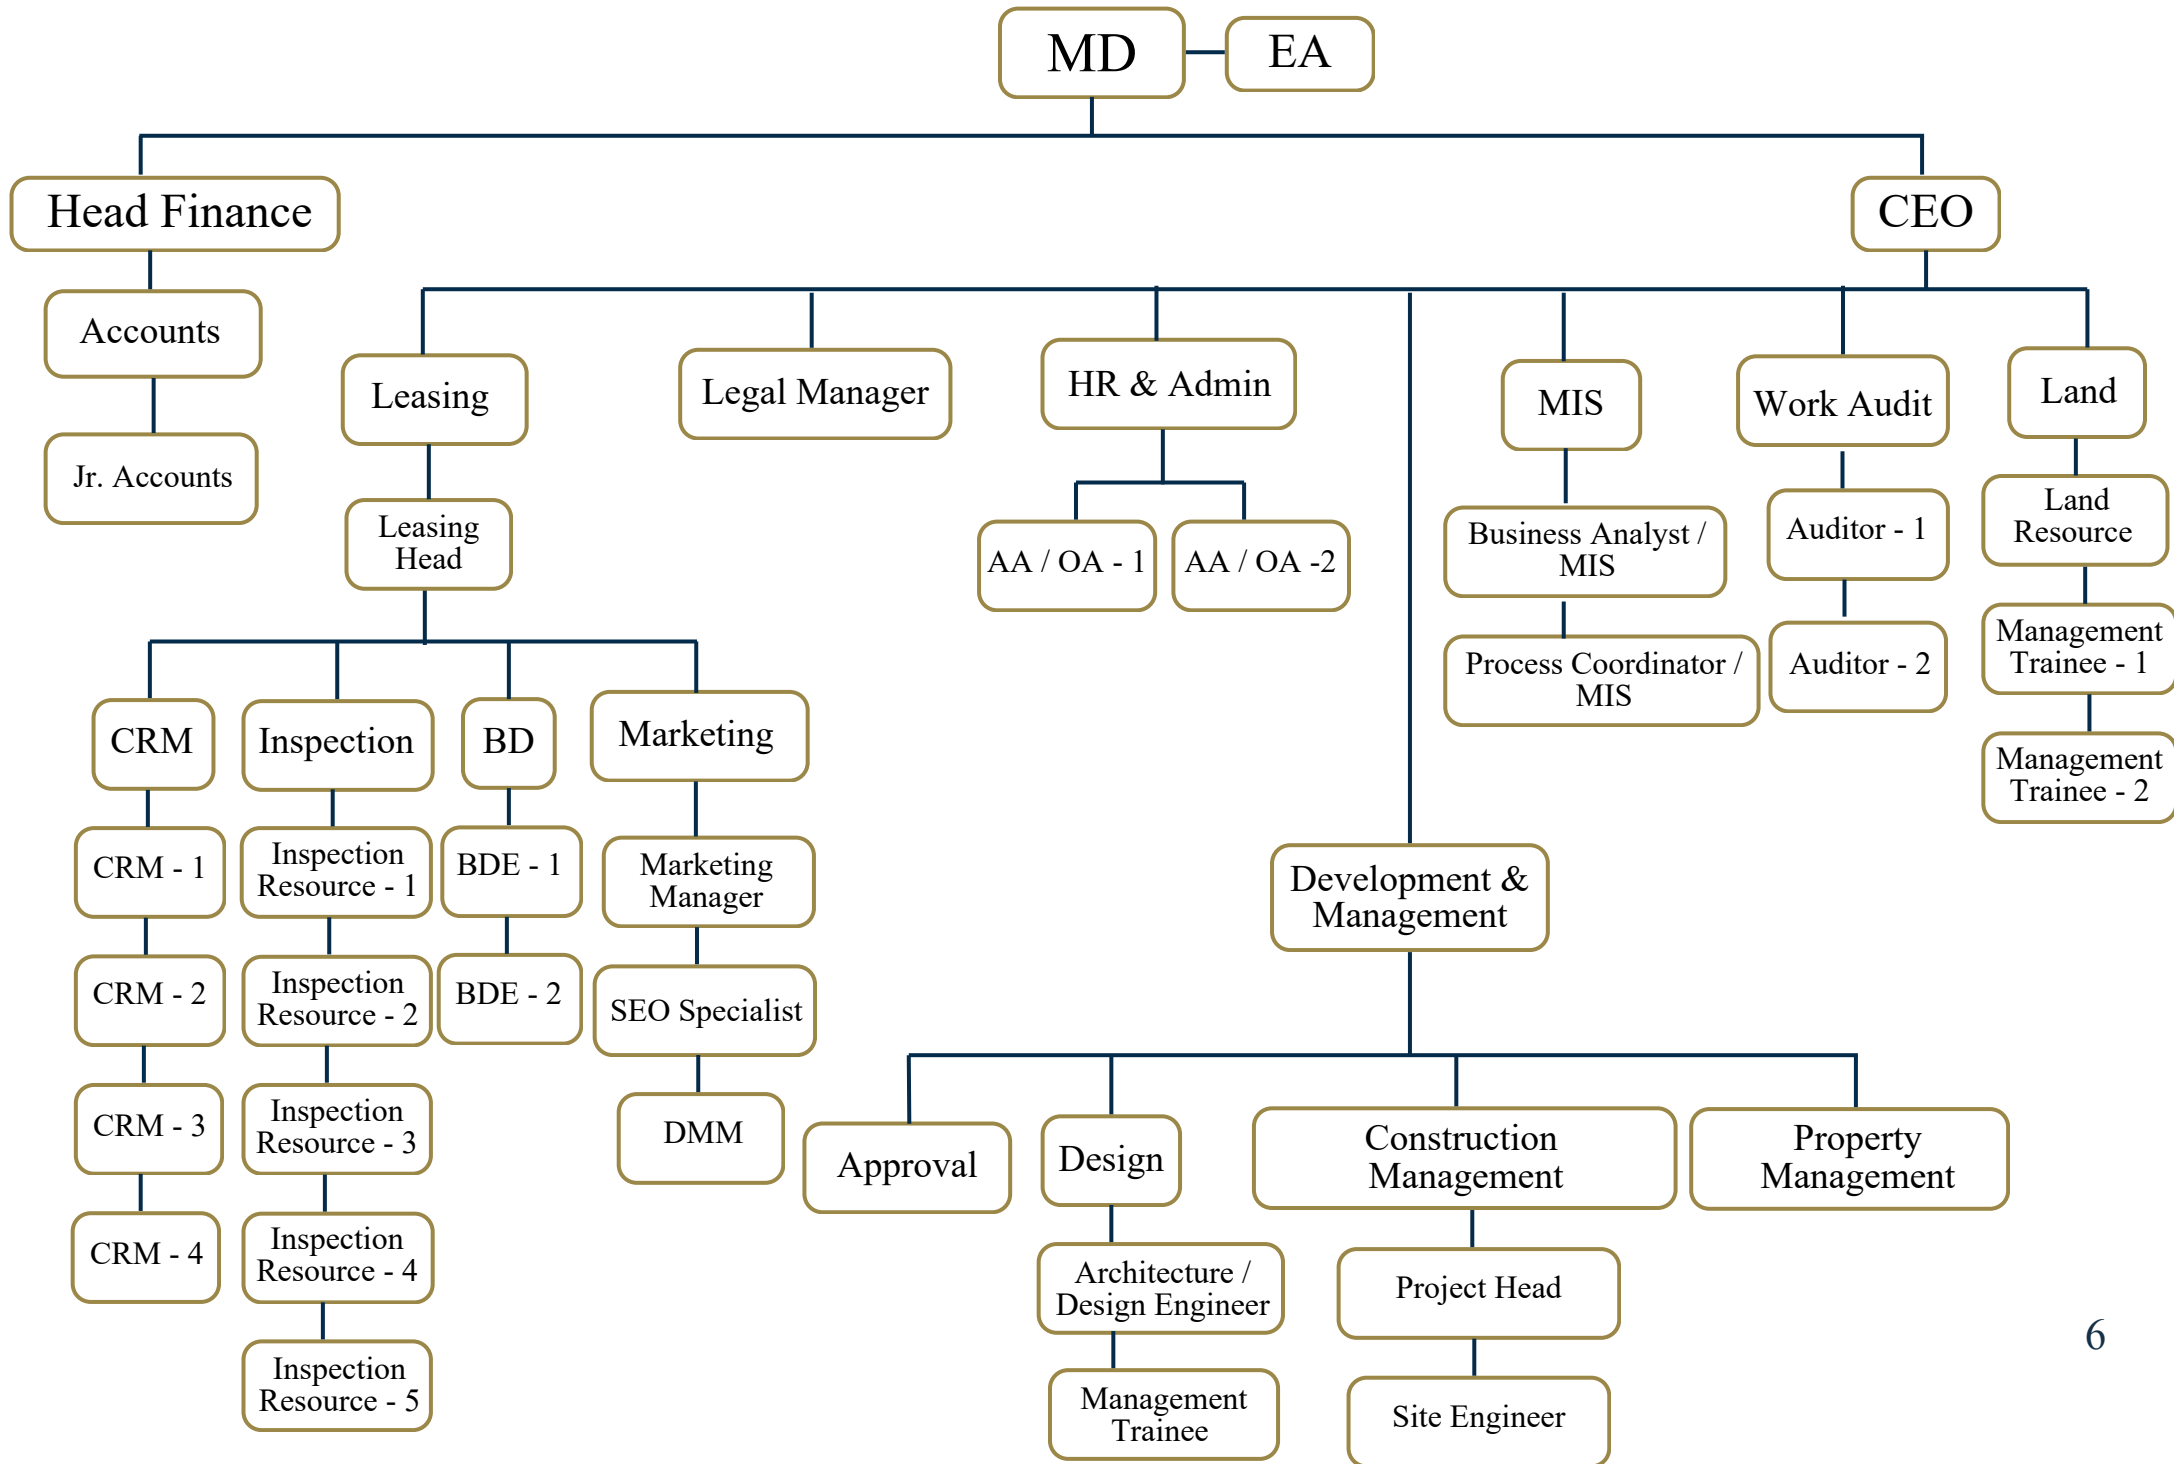 MD
EA
Head Finance
CEO
Accounts
Jr. Accounts
Leasing
Legal Manager
HR & Admin
MIS
Work Audit
Land
Leasing
Head
AA / OA - 1
AA / OA -2
Business Analyst /
MIS
Process Coordinator /
MIS
Auditor - 1
Auditor - 2
Land
Resource
Management
Trainee - 1
Management
Trainee - 2
CRM
Inspection
BD
Marketing
CRM - 1
CRM - 2
CRM - 3
CRM - 4
Inspection
Resource - 1
Inspection
Resource - 2
Inspection
Resource - 3
Inspection
Resource - 4
Inspection
Resource - 5
BDE - 1
BDE - 2
Marketing
Manager
SEO Specialist
DMM
Development &
Management
Approval
Design
Construction
Management
Property
Management
Architecture /
Design Engineer
Management
Trainee
Project Head
Site Engineer
6